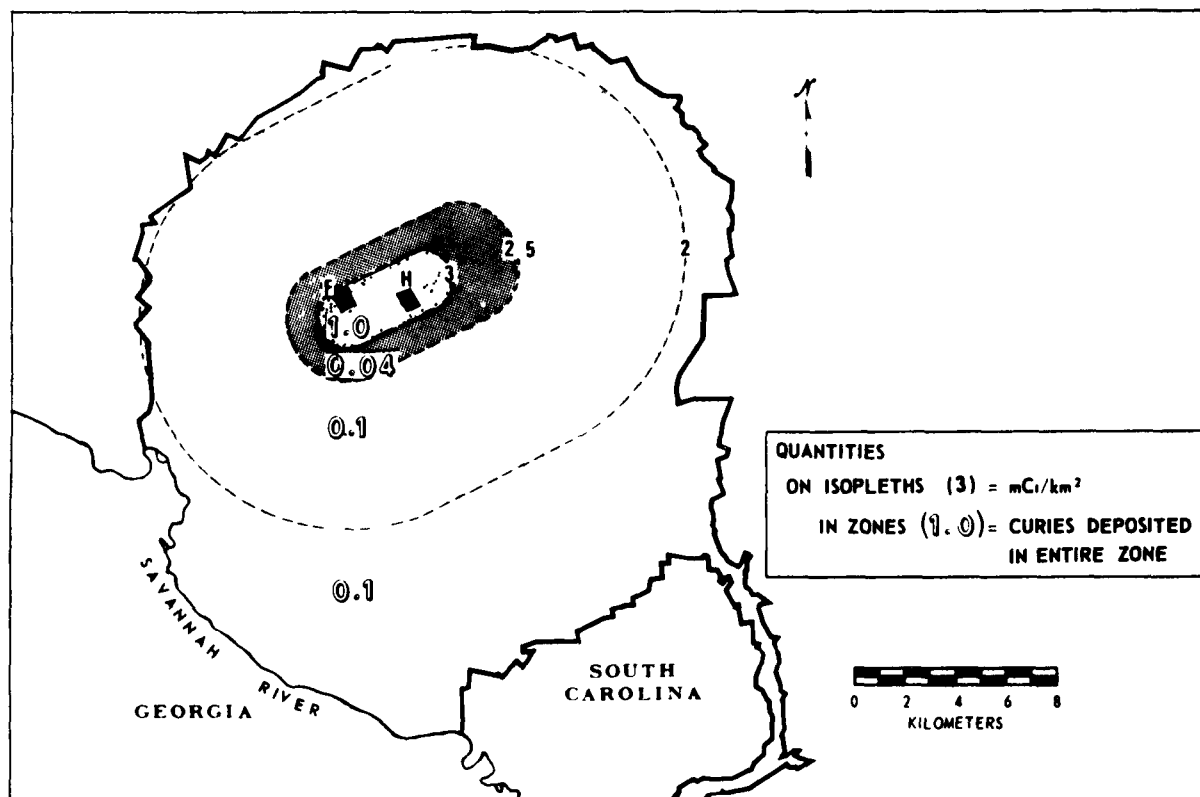 N
2 5
2
3
F
H
1.0
0.04
0.1
0.1
QUANTITIES
ON ISOPLETHS (3) = mCi/km²
IN ZONES (1.0) = CURIES DEPOSITED
IN ENTIRE ZONE
SAVANNAH RIVER
GEORGIA
SOUTH
CAROLINA
0 2 4 6 8
KILOMETERS